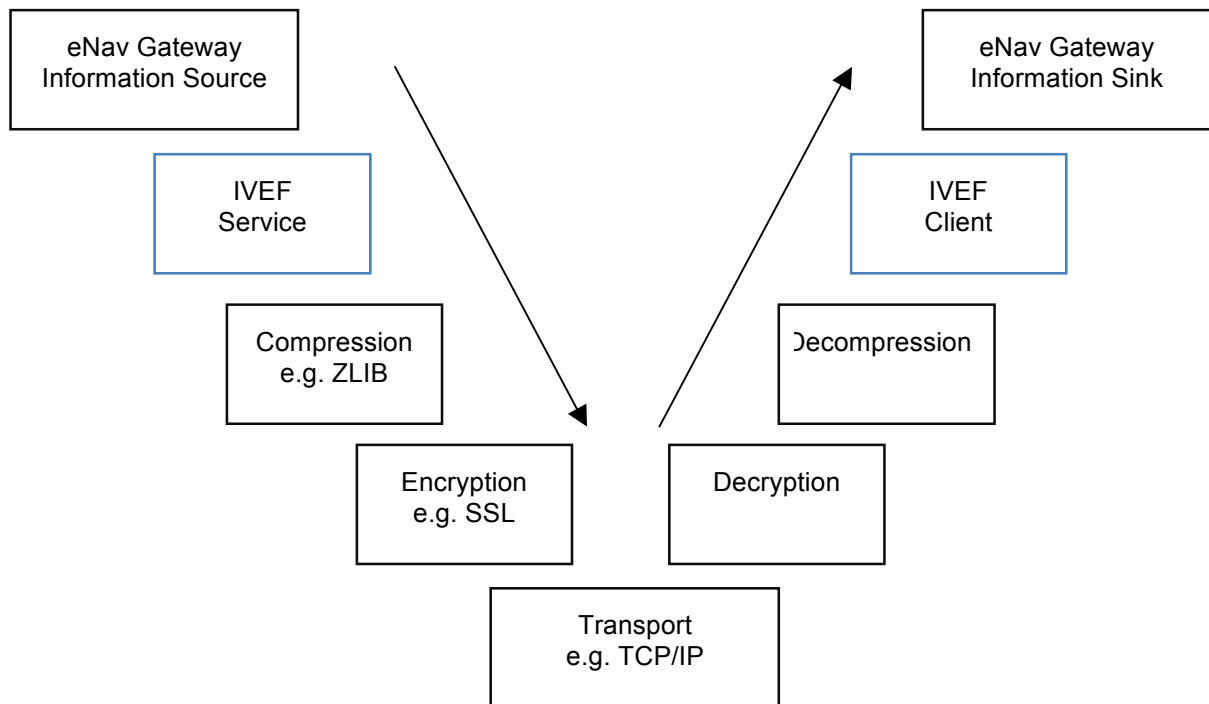 eNav Gateway
Information Source
eNav Gateway
Information Sink
IVEF
Service
IVEF
Client
Compression
e.g. ZLIB
Decompression
Encryption
e.g. SSL
Decryption
Transport
e.g. TCP/IP